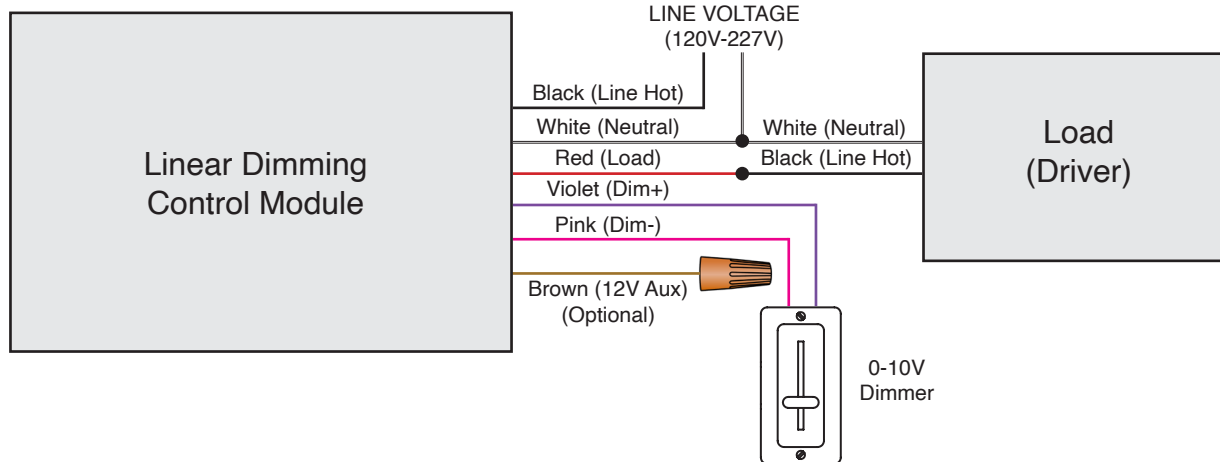 LINE VOLTAGE
(120V-227V)
Black (Line Hot)
White (Neutral)
White (Neutral)
Red (Load)
Black (Line Hot)
Linear Dimming
Control Module
Load
(Driver)
Violet (Dim+)
Pink (Dim-)
Brown (12V Aux)
(Optional)
0-10V
Dimmer